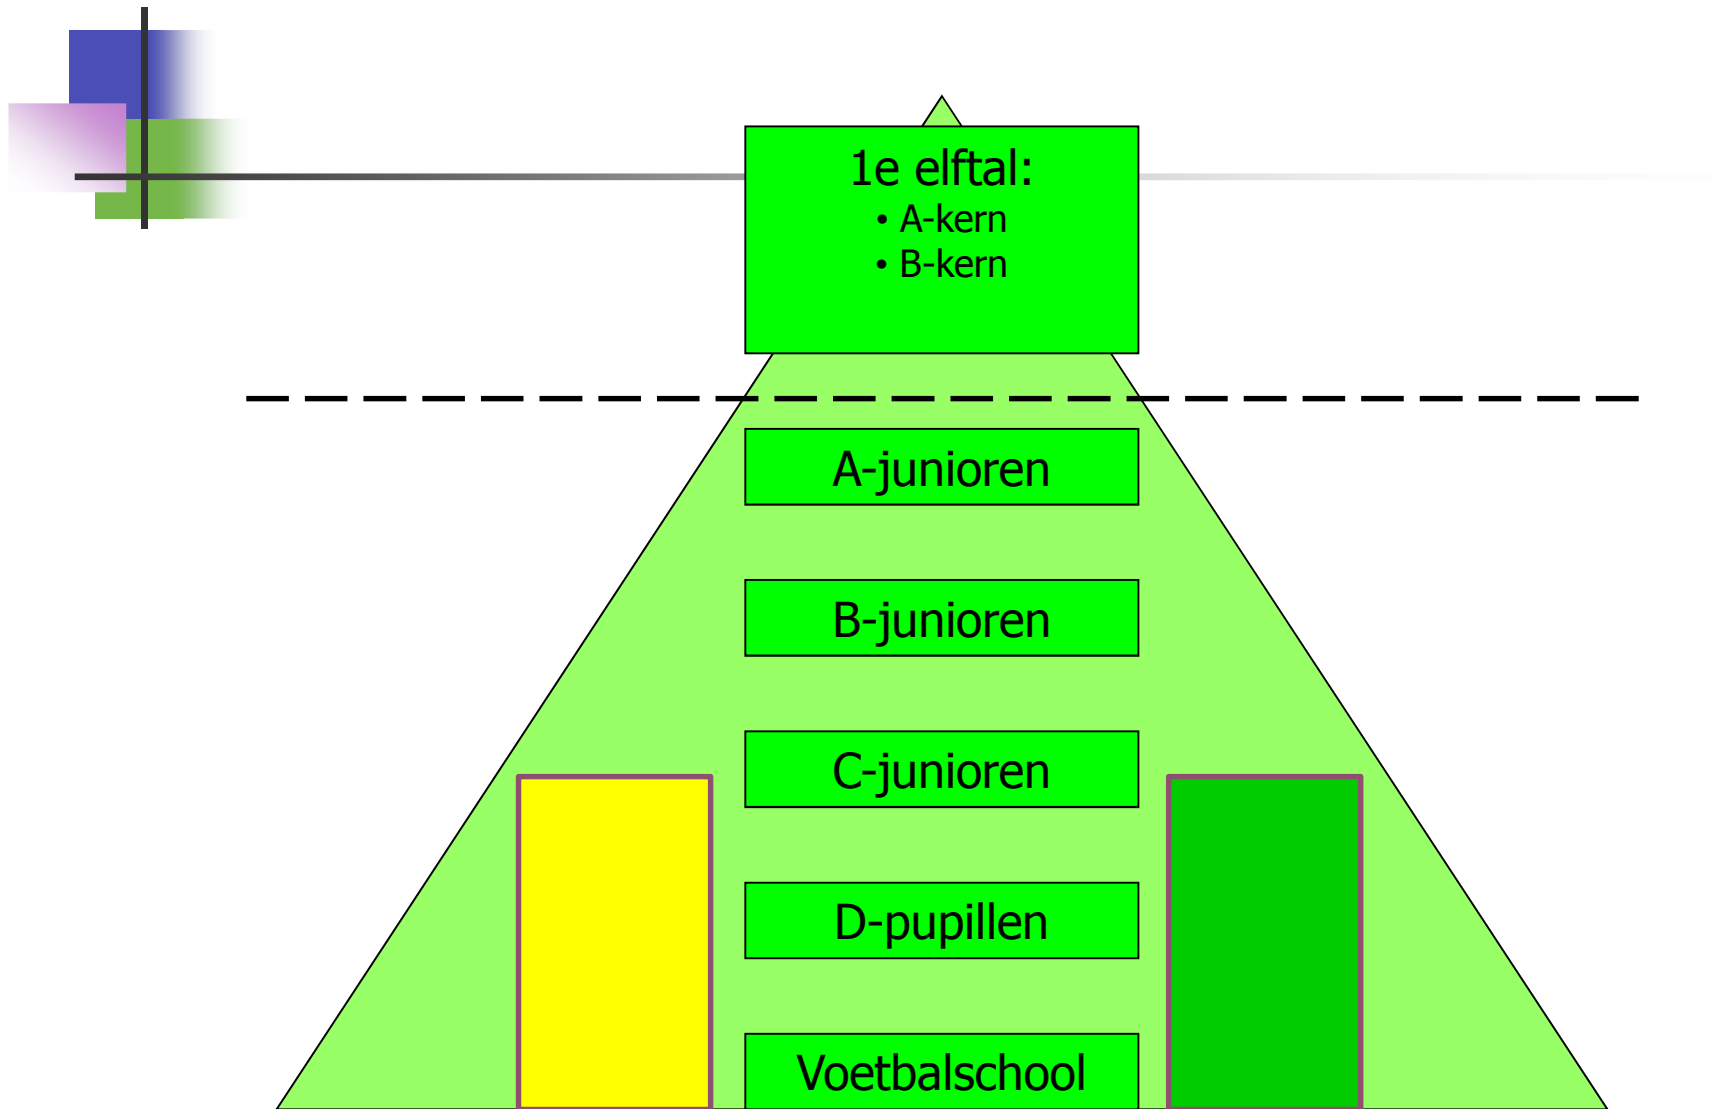 1e elftal:
• A-kern
• B-kern
A-junioren
B-junioren
C-junioren
D-pupillen
Voetbalschool